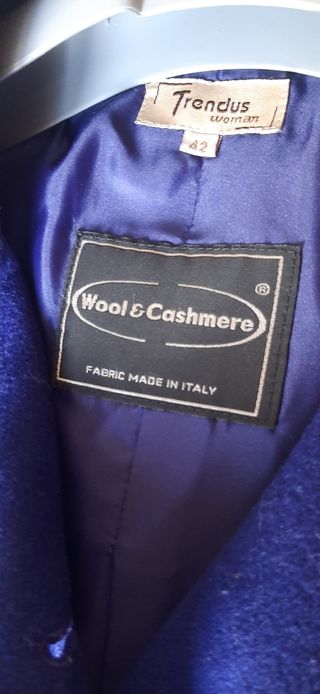 Trendus
woman
42
®
Wool & Cashmere
FABRIC MADE IN ITALY